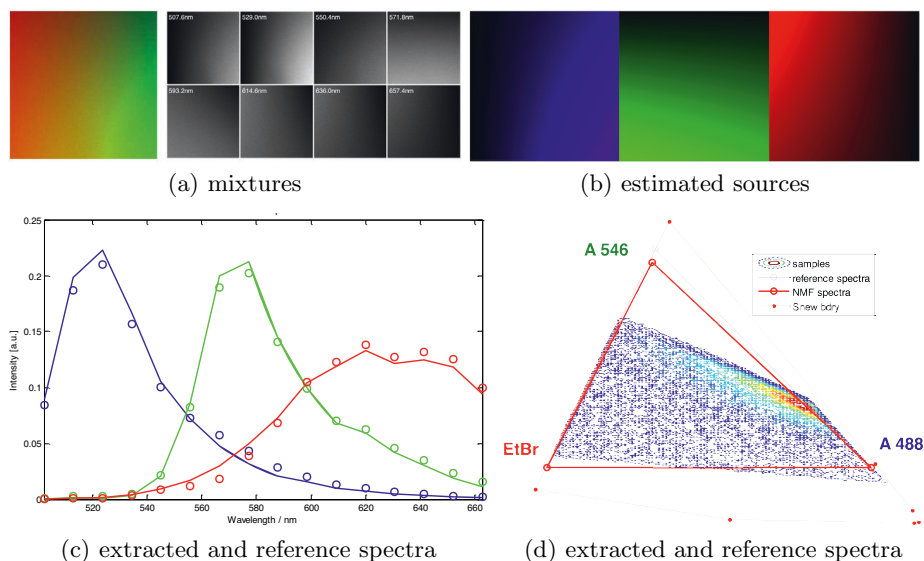 507.6nm 529.0nm 550.4nm 571.8nm
593.2nm 614.6nm 636.0nm 657.4nm
(a) mixtures
(b) estimated sources
0.25
0.2
0.15
0.1
0.05
0
Intensity [a.u.]
520 540 560 580 600 620 640 660
Wavelength / nm
(c) extracted and reference spectra
A 546
samples
reference spectra
NMF spectra
Snew bdry
EtBr
A 488
(d) extracted and reference spectra